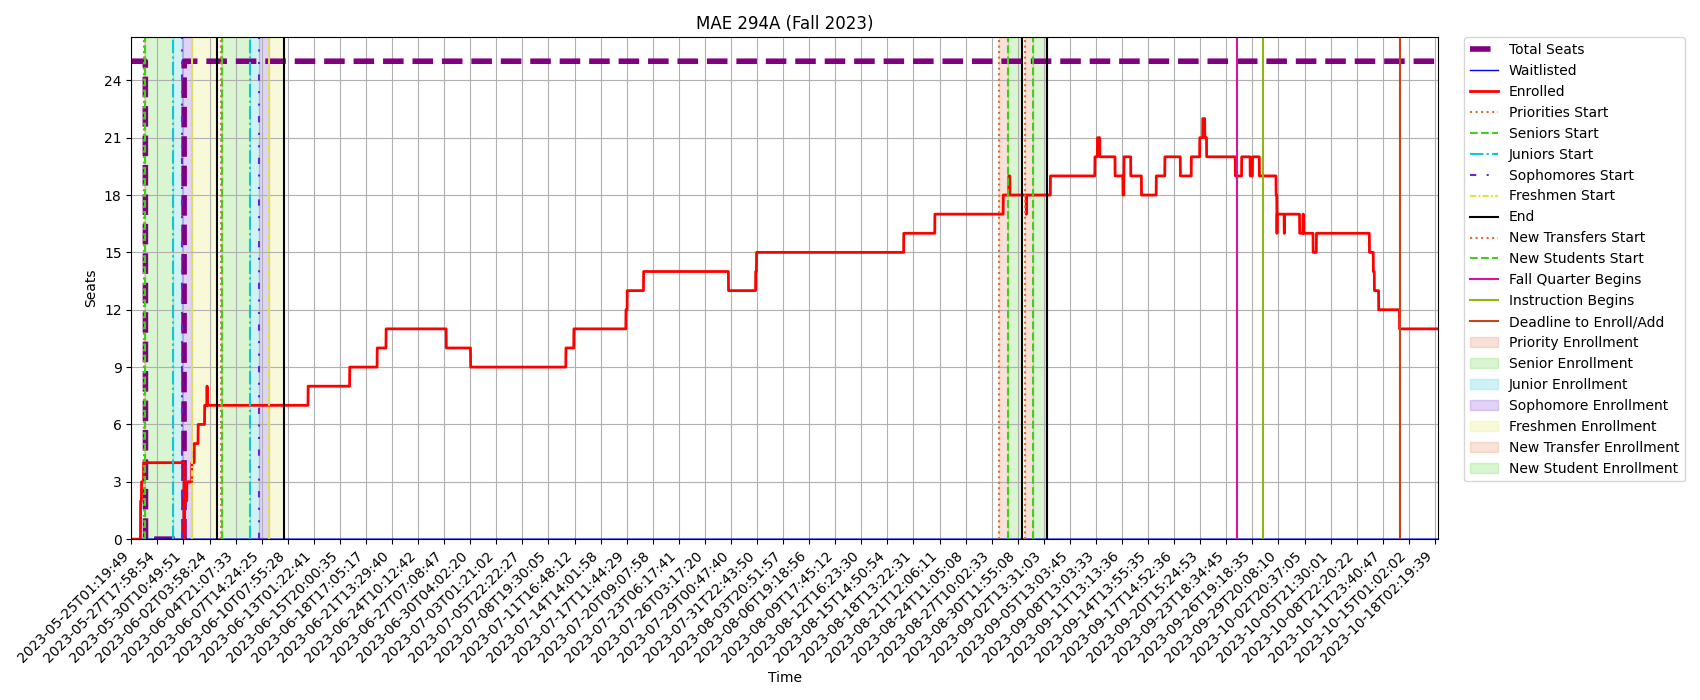 MAE 294A (Fall 2023)
Seats
24
21
18
15
12
9
6
3
0
2023-05-25T01:19:49
2023-05-27T17:58:54
2023-05-30T10:49:51
2023-06-02T03:58:24
2023-06-04T21:07:33
2023-06-07T14:24:25
2023-06-10T07:55:28
2023-06-13T01:22:41
2023-06-15T20:00:35
2023-06-18T17:05:17
2023-06-21T13:29:40
2023-06-24T10:12:42
2023-06-27T07:08:47
2023-06-30T04:02:20
2023-07-03T01:21:02
2023-07-05T22:22:27
2023-07-08T19:30:05
2023-07-11T16:48:12
2023-07-14T14:01:58
2023-07-17T11:44:29
2023-07-20T09:07:58
2023-07-23T06:17:41
2023-07-26T03:17:20
2023-07-29T00:47:40
2023-07-31T22:43:50
2023-08-03T20:51:57
2023-08-06T19:18:56
2023-08-09T17:45:12
2023-08-12T16:23:30
2023-08-15T14:50:54
2023-08-18T13:22:31
2023-08-21T12:06:11
2023-08-24T11:05:08
2023-08-27T10:02:33
2023-08-30T11:55:08
2023-09-02T13:31:03
2023-09-05T13:03:45
2023-09-08T03:03:33
2023-09-11T13:13:36
2023-09-14T13:55:35
2023-09-17T14:52:36
2023-09-20T15:24:53
2023-09-23T18:34:45
2023-09-26T19:18:35
2023-09-29T20:08:10
2023-10-02T20:37:05
2023-10-05T21:30:01
2023-10-08T22:20:22
2023-10-11T23:40:47
2023-10-15T01:02:02
2023-10-18T02:19:39
Time
Total Seats
Waitlisted
Enrolled
Priorities Start
Seniors Start
Juniors Start
Sophomores Start
Freshmen Start
End
New Transfers Start
New Students Start
Fall Quarter Begins
Instruction Begins
Deadline to Enroll/Add
Priority Enrollment
Senior Enrollment
Junior Enrollment
Sophomore Enrollment
Freshmen Enrollment
New Transfer Enrollment
New Student Enrollment